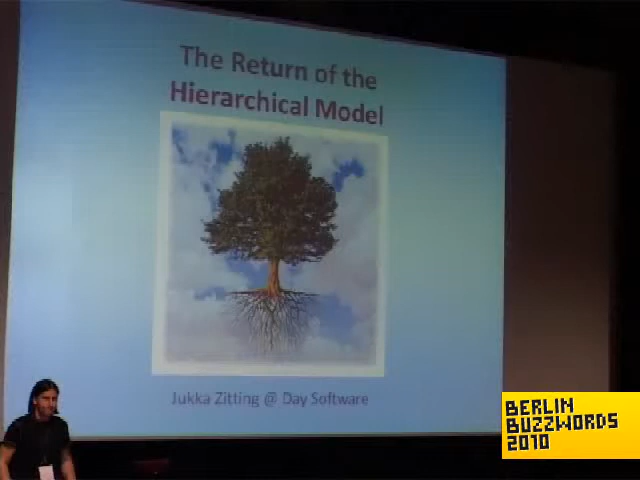 The Return of the
Hierarchical Model
Jukka Zitting @ Day Software
BERLIN
BUZZWORDS
2010